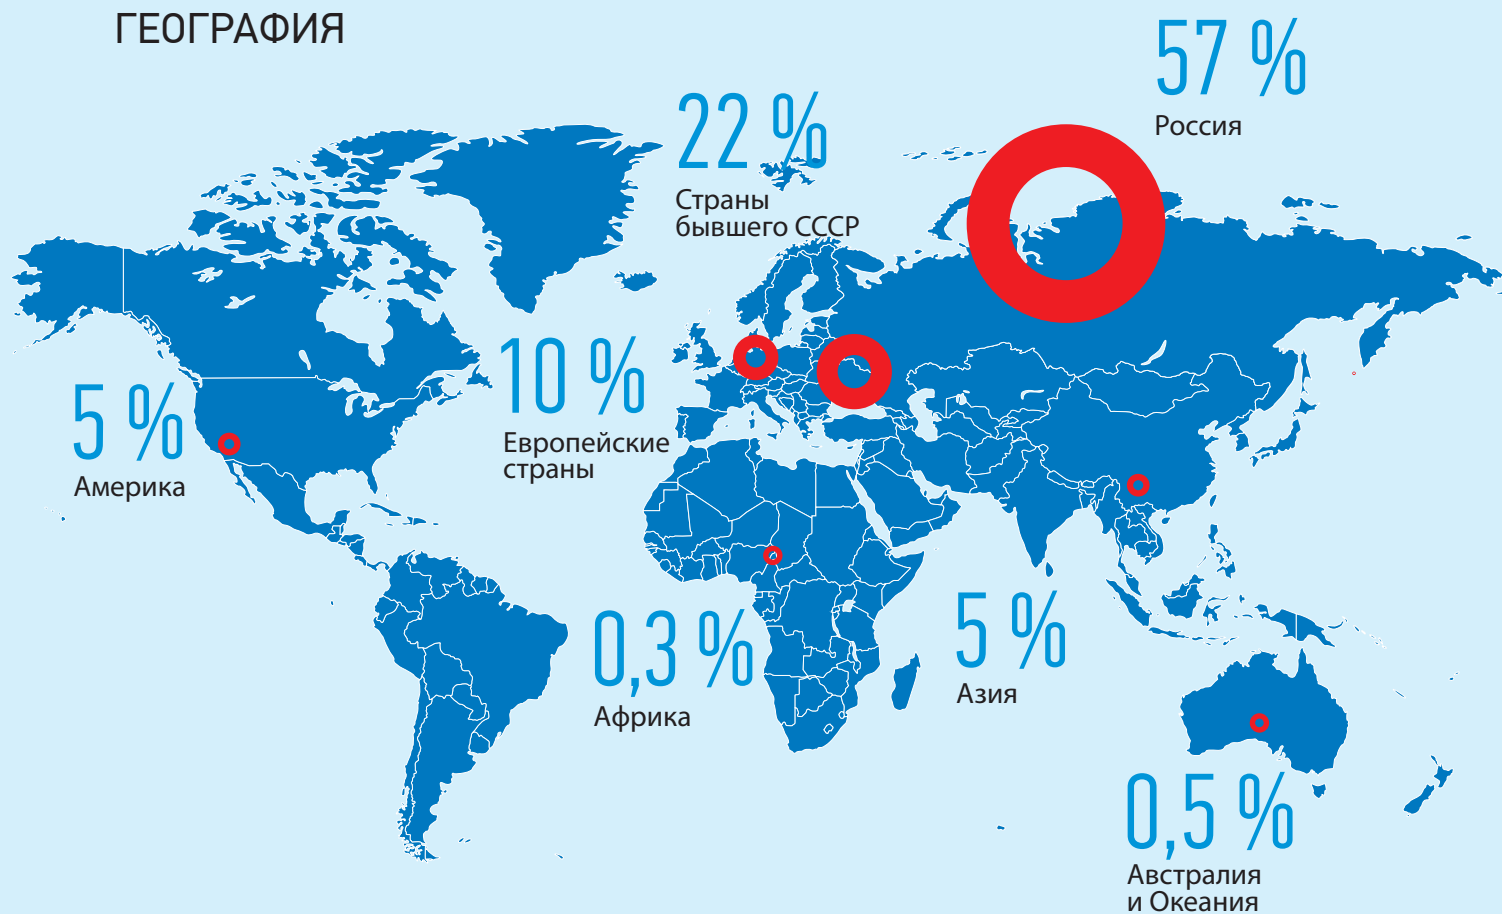 ГЕОГРАФИЯ
57 %
Россия
22 %
Страны
бывшего СССР
10 %
Европейские
страны
5 %
Америка
0,3 %
Африка
5 %
Азия
0,5 %
Австралия
и Океания